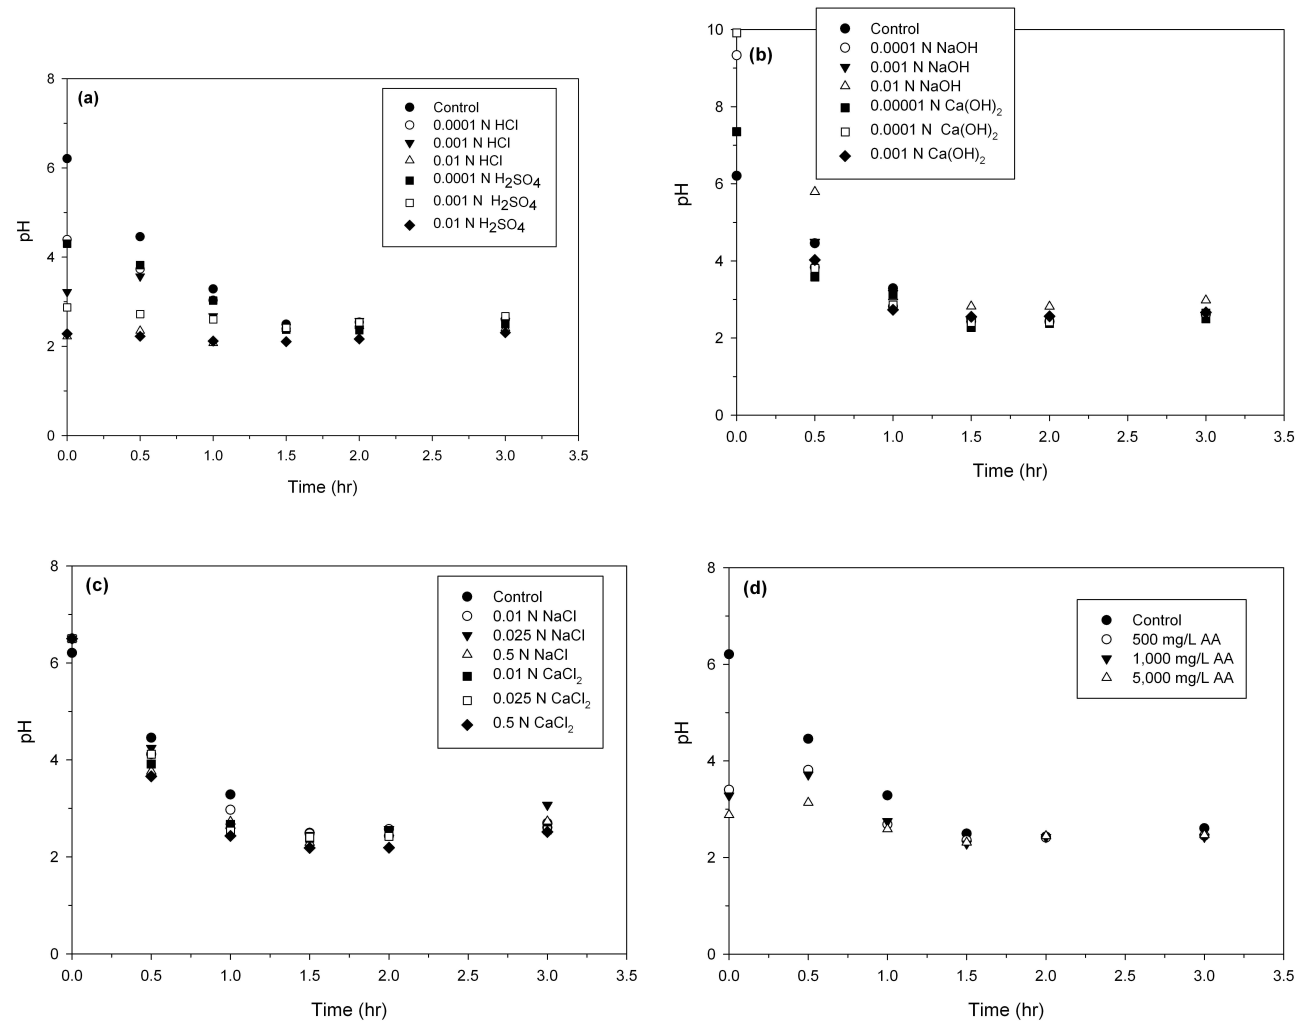 (a)
Control
0.0001 N HCl
0.001 N HCl
0.01 N HCl
0.0001 N H2SO4
0.001 N H2SO4
0.01 N H2SO4
8
6
4
2
0
pH
0.0 0.5 1.0 1.5 2.0 2.5 3.0 3.5
Time (hr)
(b)
Control
0.0001 N NaOH
0.001 N NaOH
0.01 N NaOH
0.00001 N Ca(OH)2
0.0001 N Ca(OH)2
0.001 N Ca(OH)2
10
8
6
4
2
0
pH
0.0 0.5 1.0 1.5 2.0 2.5 3.0 3.5
Time (hr)
(c)
Control
0.01 N NaCl
0.025 N NaCl
0.5 N NaCl
0.01 N CaCl2
0.025 N CaCl2
0.5 N CaCl2
8
6
4
2
0
pH
0.0 0.5 1.0 1.5 2.0 2.5 3.0 3.5
Time (hr)
(d)
Control
500 mg/L AA
1,000 mg/L AA
5,000 mg/L AA
8
6
4
2
0
pH
0.0 0.5 1.0 1.5 2.0 2.5 3.0 3.5
Time (hr)